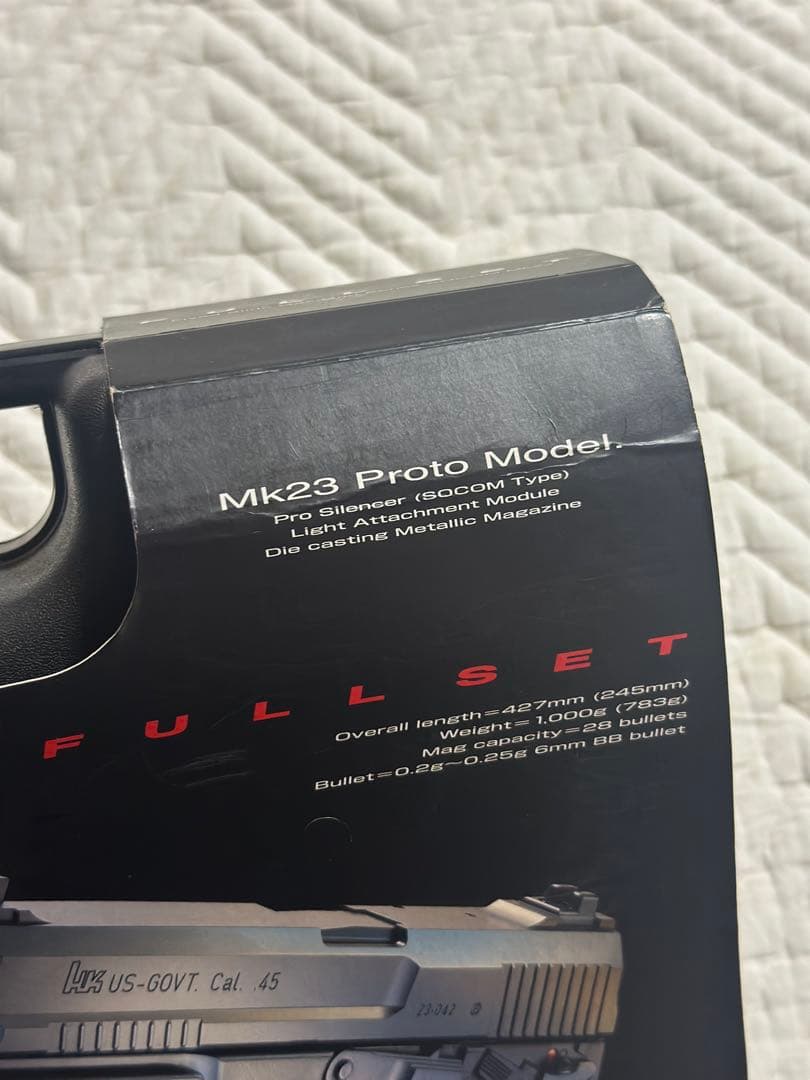 Mk23 Proto Model.
Pro Silencer (SOCOM Type)
Light Attachment Module
Die casting Metallic Magazine
FULL SET
Overall length=427mm (245mm)
Weight=1,000g (783g)
Mag capacity=28 bullets
Bullet=0.2g~0.25g 6mm BB bullet
HK US-GOVT. Cal. .45
23-042